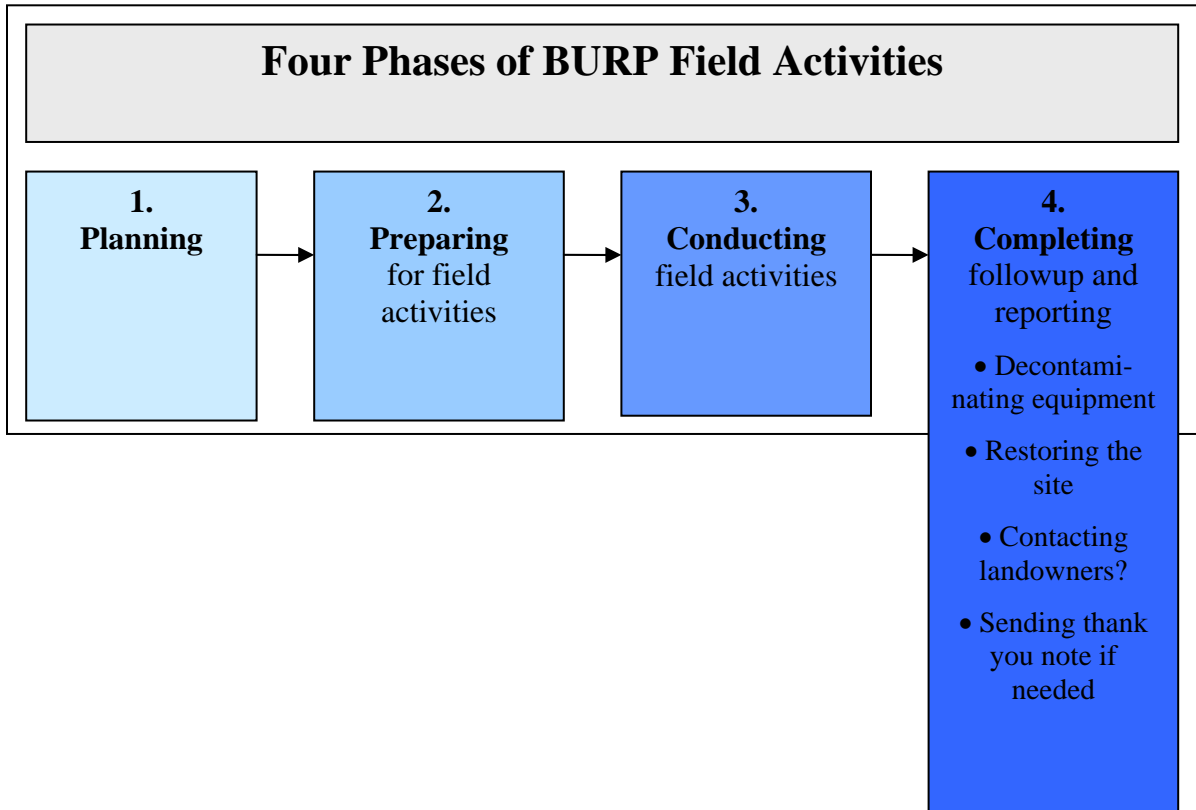 Four Phases of BURP Field Activities
1.
Planning
2.
Preparing
for field
activities
3.
Conducting
field activities
4.
Completing
followup and
reporting
• Decontami-
nating equipment
• Restoring the
site
• Contacting
landowners?
• Sending thank
you note if
needed